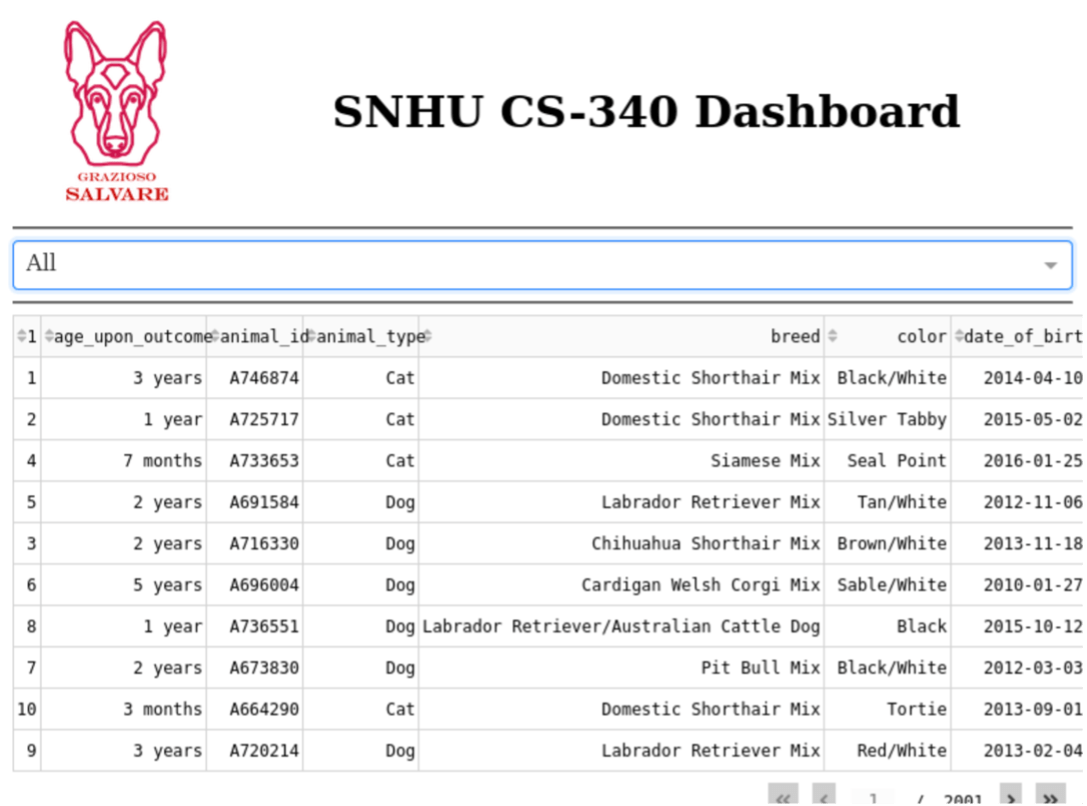 GRAZIOSO
SALVARE
SNHU CS-340 Dashboard
All
1 age_upon_outcome animal_id animal_type breed color date_of_birt
1 3 years A746874 Cat Domestic Shorthair Mix Black/White 2014-04-10
2 1 year A725717 Cat Domestic Shorthair Mix Silver Tabby 2015-05-02
4 7 months A733653 Cat Siamese Mix Seal Point 2016-01-25
5 2 years A691584 Dog Labrador Retriever Mix Tan/White 2012-11-06
3 2 years A716330 Dog Chihuahua Shorthair Mix Brown/White 2013-11-18
6 5 years A696004 Dog Cardigan Welsh Corgi Mix Sable/White 2010-01-27
8 1 year A736551 Dog Labrador Retriever/Australian Cattle Dog Black 2015-10-12
7 2 years A673830 Dog Pit Bull Mix Black/White 2012-03-03
10 3 months A664290 Cat Domestic Shorthair Mix Tortie 2013-09-01
9 3 years A720214 Dog Labrador Retriever Mix Red/White 2013-02-04
« ‹ 1 / 2001 › »